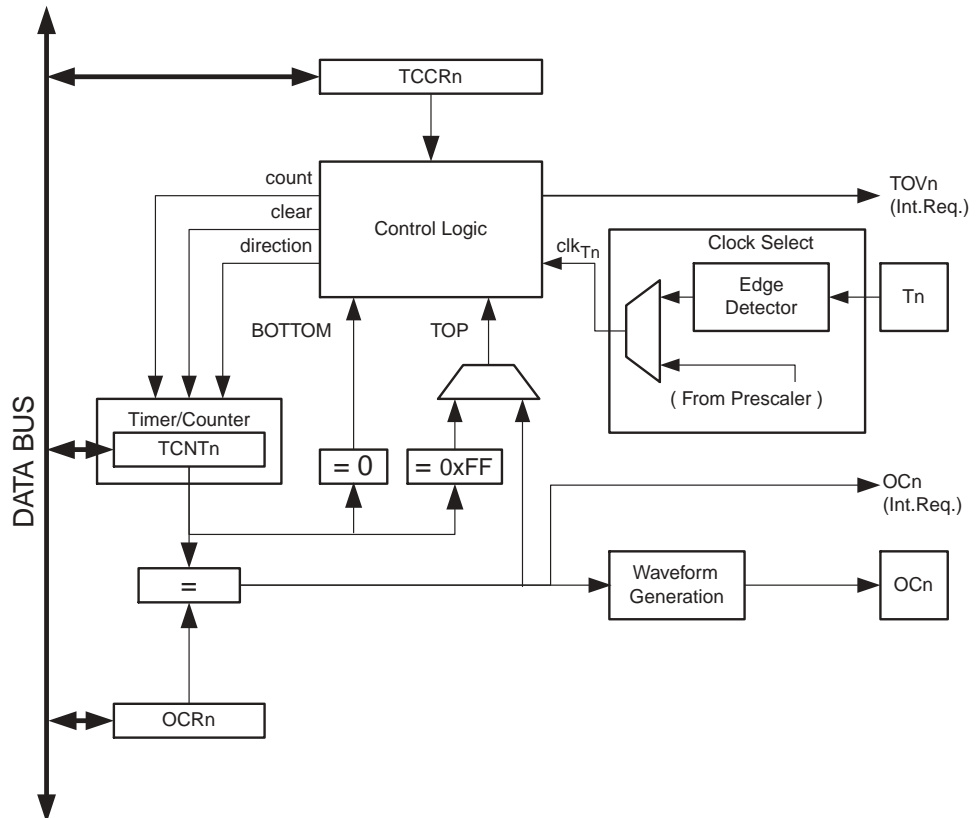 TCCRn
count
clear
direction
Control Logic
TOVn
(Int.Req.)
Clock Select
clkTn
Edge
Detector
Tn
BOTTOM
TOP
( From Prescaler )
Timer/Counter
TCNTn
= 0
= 0xFF
OCn
(Int.Req.)
=
Waveform
Generation
OCn
OCRn
DATA BUS